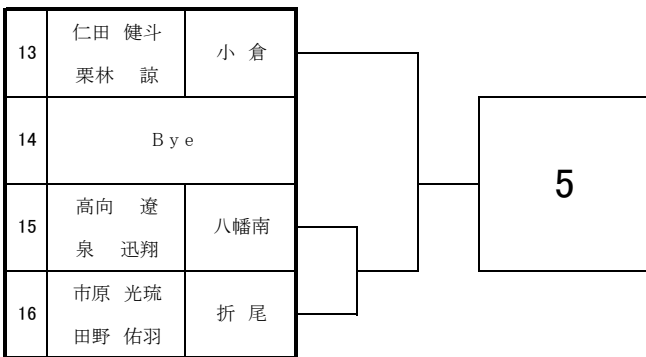 13 仁田 健斗 小倉
栗林 諒
14 Bye
15 高向 遼 八幡南
泉 迅翔
16 市原 光琉 折尾
田野 佑羽
5